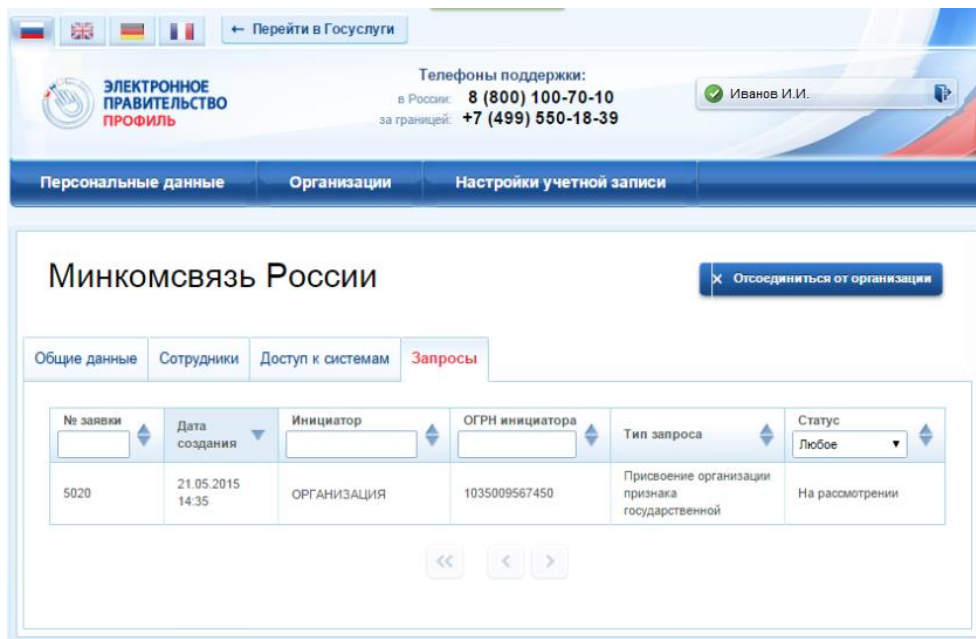 ← Перейти в Госуслуги
ЭЛЕКТРОННОЕ
ПРАВИТЕЛЬСТВО
ПРОФИЛЬ
Телефоны поддержки:
в России: 8 (800) 100-70-10
за границей: +7 (499) 550-18-39
Иванов И.И.
Персональные данные Организации Настройки учетной записи
Минкомсвязь России
× Отсоединиться от организации
Общие данные Сотрудники Доступ к системам Запросы
№ заявки
Дата
создания
Инициатор
ОГРН инициатора
Тип запроса
Статус
Любое
5020
21.05.2015
14:35
ОРГАНИЗАЦИЯ
1035009567450
Присвоение организации
признака
государственной
На рассмотрении